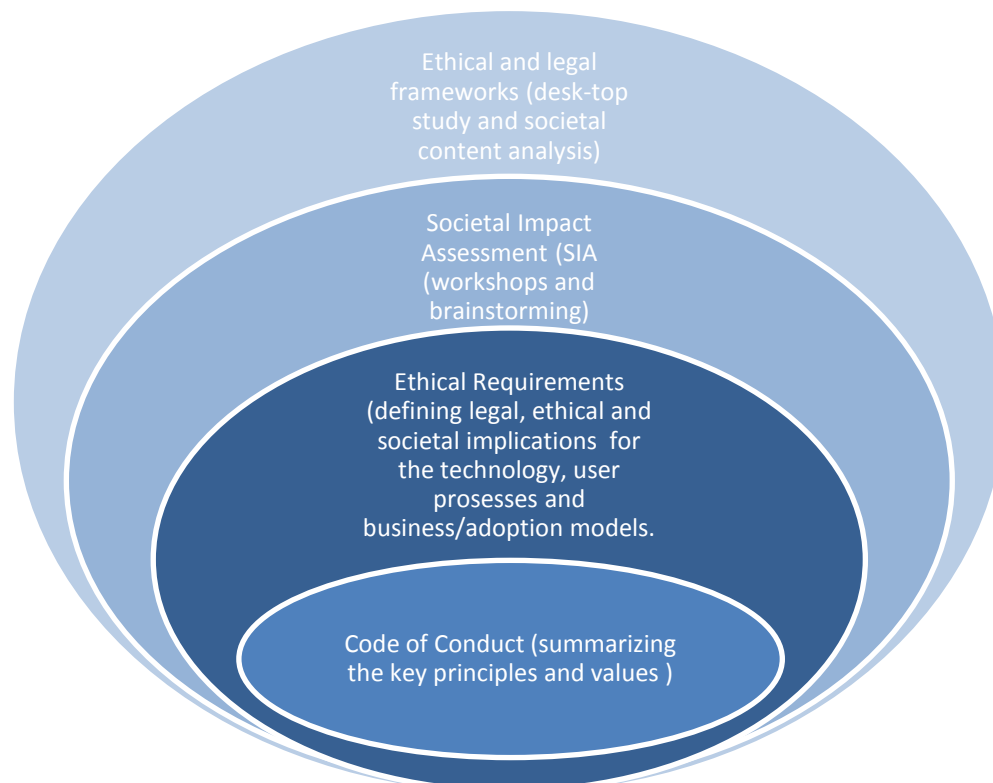 Ethical and legal
frameworks (desk-top
study and societal
content analysis)
Societal Impact
Assessment (SIA
(workshops and
brainstorming)
Ethical Requirements
(defining legal, ethical and
societal implications  for
the technology, user
prosesses and
business/adoption models.
Code of Conduct (summarizing
the key principles and values )